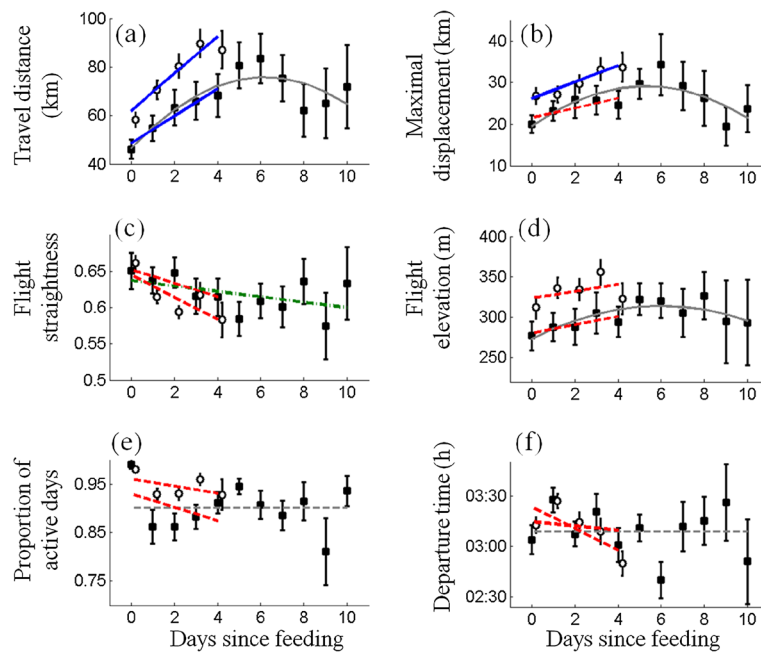 (a)
Travel distance
(km)
100
80
60
40
0 2 4 6 8 10
(b)
Maximal
displacement (km)
50
40
30
20
10
0 2 4 6 8 10
(c)
Flight
straightness
0.65
0.6
0.55
0.5
0 2 4 6 8 10
(d)
Flight
elevation (m)
400
350
300
250
0 2 4 6 8 10
(e)
Proportion of
active days
0.95
0.85
0.75
0 2 4 6 8 10
Days since feeding
(f)
Departure time (h)
03:30
03:00
02:30
0 2 4 6 8 10
Days since feeding